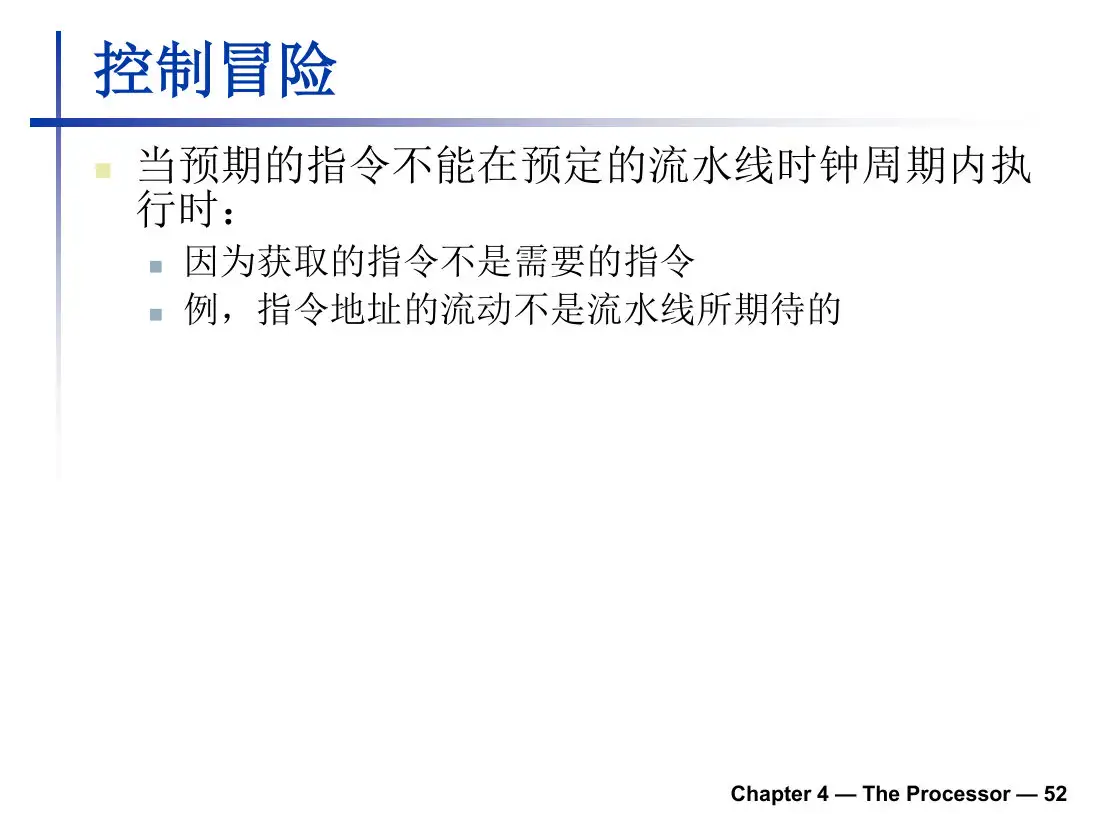 控制冒险
当预期的指令不能在预定的流水线时钟周期内执
行时：
因为获取的指令不是需要的指令
例，指令地址的流动不是流水线所期待的
Chapter 4 — The Processor — 52